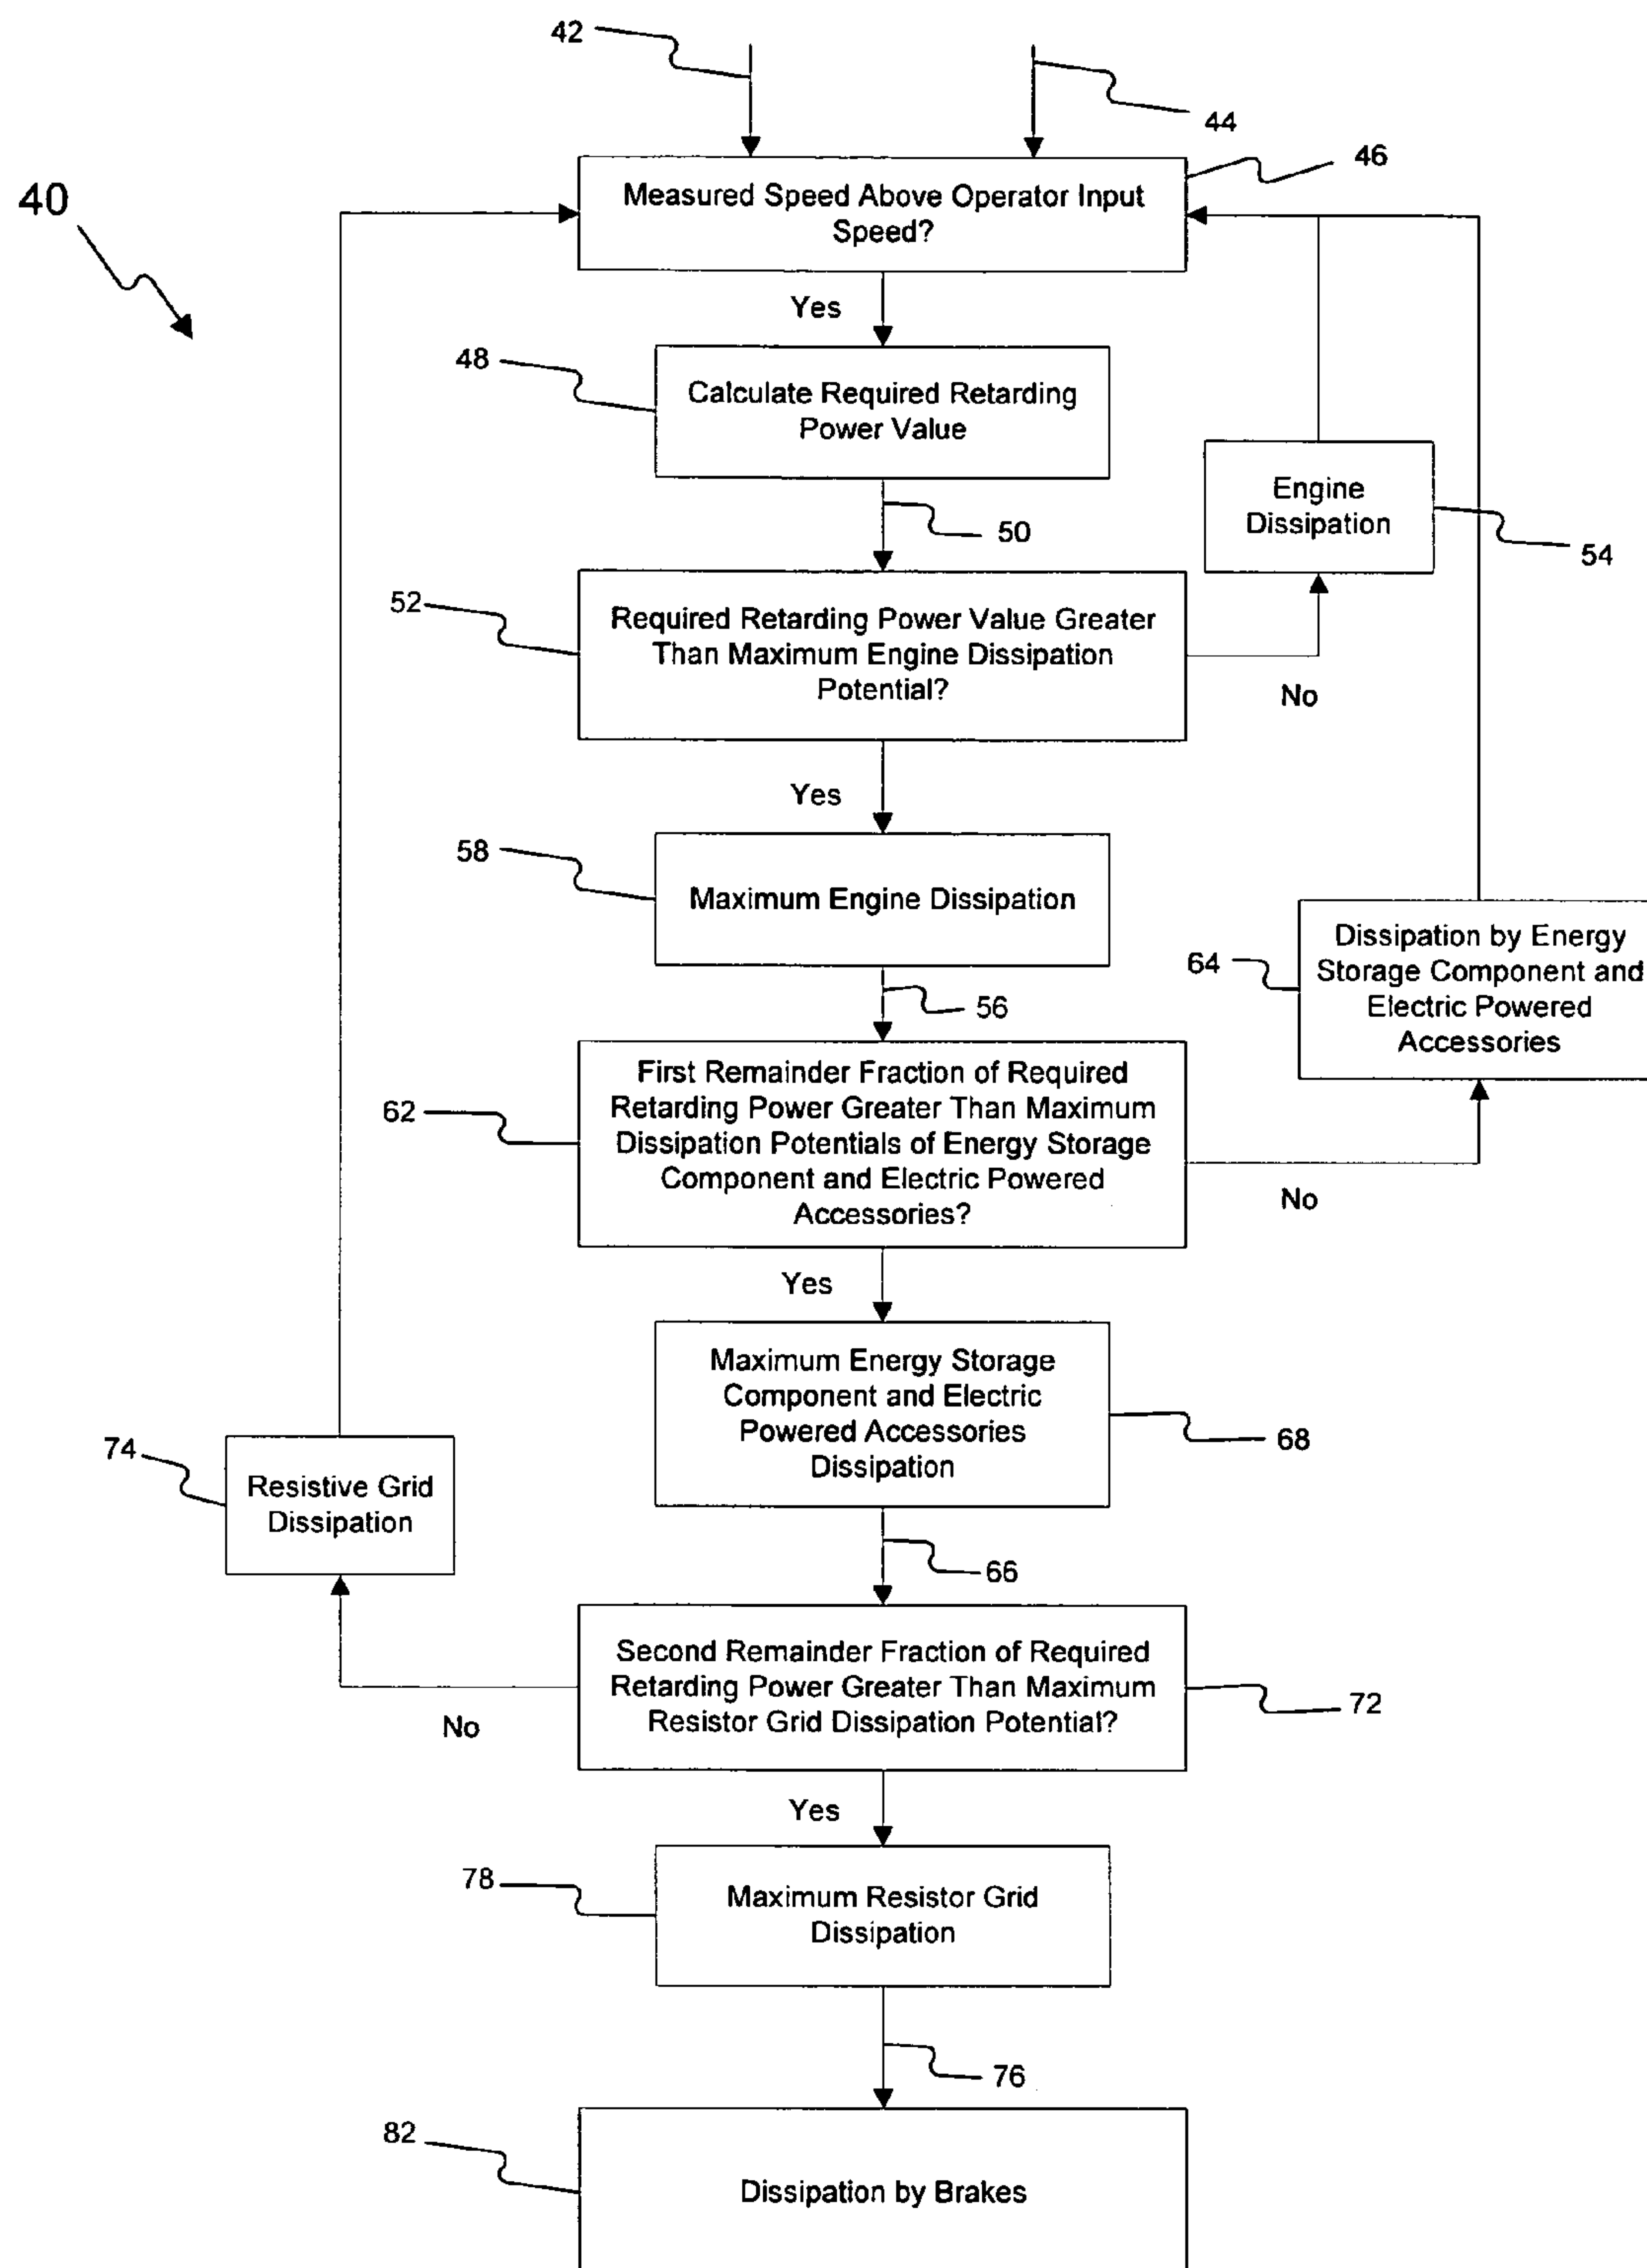 42
44
46
40
Measured Speed Above Operator Input
Speed?
Yes
48
Calculate Required Retarding
Power Value
50
Engine
Dissipation
54
52
Required Retarding Power Value Greater
Than Maximum Engine Dissipation
Potential?
No
Yes
58
Maximum Engine Dissipation
56
64
Dissipation by Energy
Storage Component and
Electric Powered
Accessories
62
First Remainder Fraction of Required
Retarding Power Greater Than Maximum
Dissipation Potentials of Energy Storage
Component and Electric Powered
Accessories?
No
Yes
Maximum Energy Storage
Component and Electric
Powered Accessories
Dissipation
68
74
Resistive Grid
Dissipation
66
Second Remainder Fraction of Required
Retarding Power Greater Than Maximum
Resistor Grid Dissipation Potential?
72
No
Yes
78
Maximum Resistor Grid
Dissipation
76
82
Dissipation by Brakes